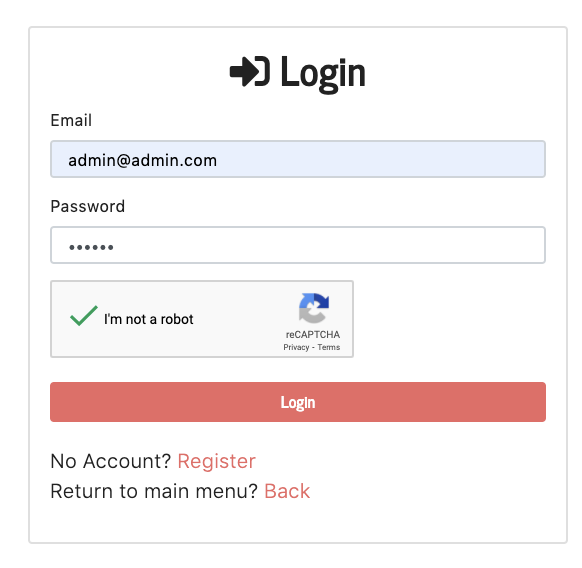 Login
Email
admin@admin.com
Password
••••••
I'm not a robot
reCAPTCHA
Privacy - Terms
Login
No Account? Register
Return to main menu? Back